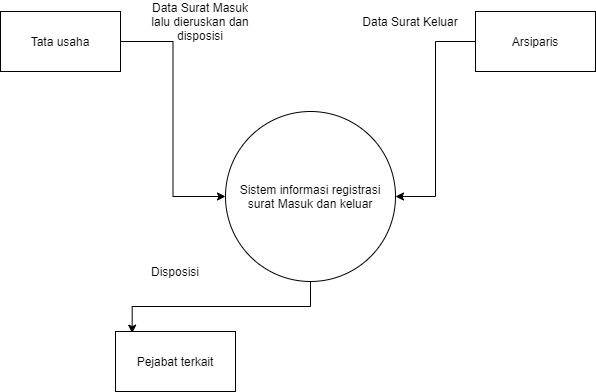 Data Surat Masuk
lalu dieruskan dan
disposisi
Data Surat Keluar
Tata usaha
Arsiparis
Sistem informasi registrasi
surat Masuk dan keluar
Disposisi
Pejabat terkait